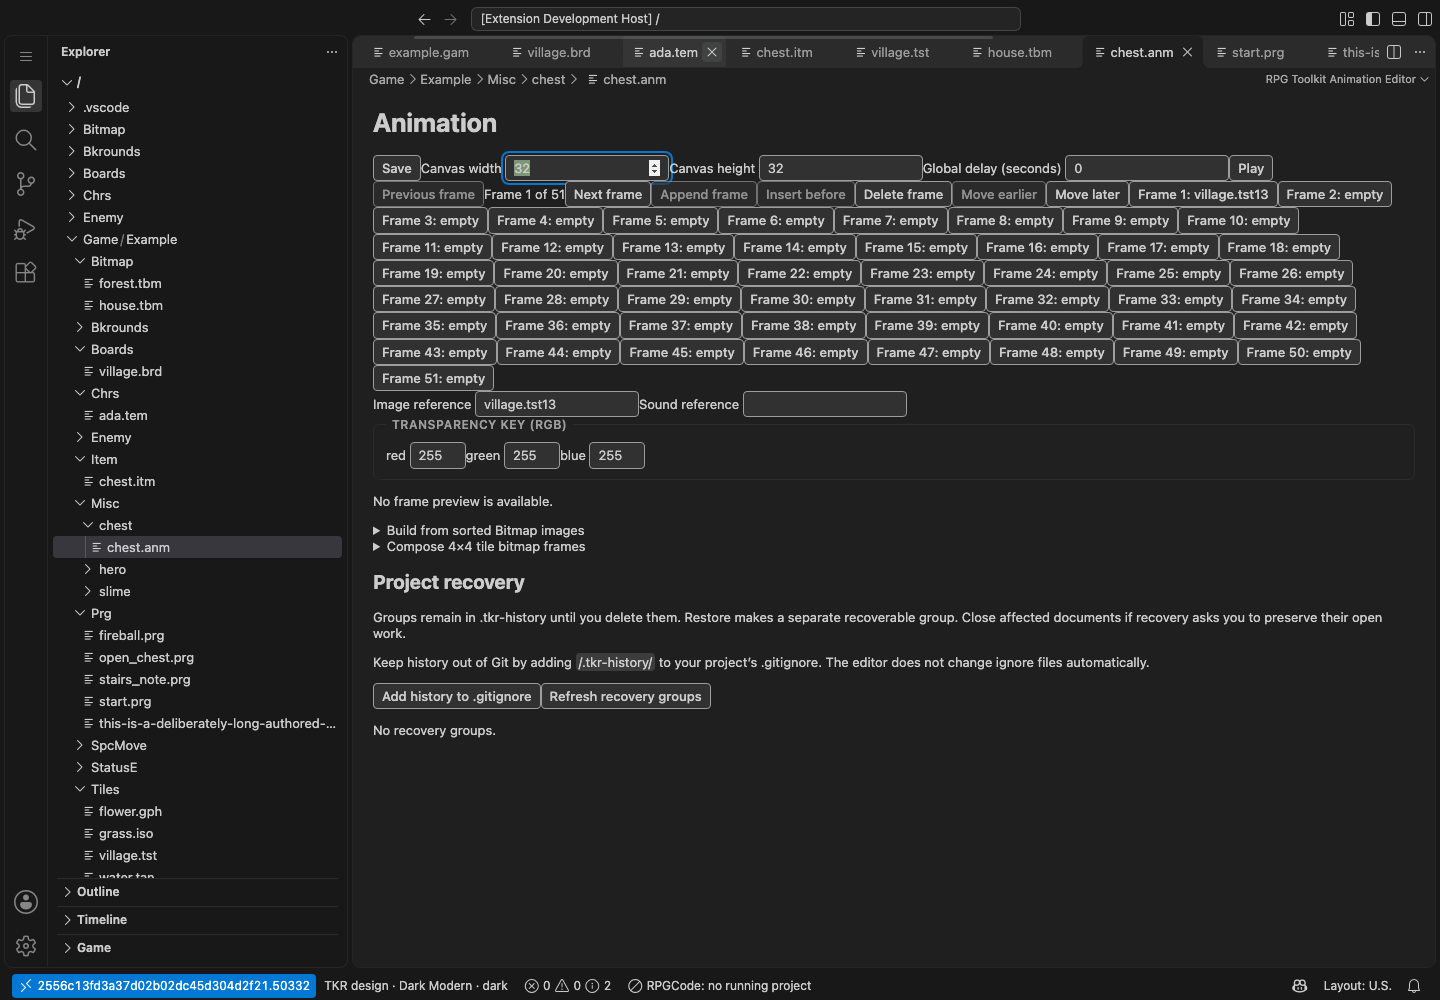 [Extension Development Host] /
Explorer
/
.vscode
Bitmap
Bkrounds
Boards
Chrs
Enemy
Game / Example
Bitmap
forest.tbm
house.tbm
Bkrounds
Boards
village.brd
Chrs
ada.tem
Enemy
Item
chest.itm
Misc
chest
chest.anm
hero
slime
Prg
fireball.prg
open_chest.prg
stairs_note.prg
start.prg
this-is-a-deliberately-long-authored-...
SpcMove
StatusE
Tiles
flower.gph
grass.iso
village.tst
water.tan
Outline
Timeline
Game
example.gam village.brd ada.tem chest.itm village.tst house.tbm chest.anm start.prg this-is
Game > Example > Misc > chest > chest.anm RPG Toolkit Animation Editor
Animation
Save Canvas width 32 Canvas height 32 Global delay (seconds) 0 Play
Previous frame Frame 1 of 51 Next frame Append frame Insert before Delete frame Move earlier Move later Frame 1: village.tst13 Frame 2: empty
Frame 3: empty Frame 4: empty Frame 5: empty Frame 6: empty Frame 7: empty Frame 8: empty Frame 9: empty Frame 10: empty
Frame 11: empty Frame 12: empty Frame 13: empty Frame 14: empty Frame 15: empty Frame 16: empty Frame 17: empty Frame 18: empty
Frame 19: empty Frame 20: empty Frame 21: empty Frame 22: empty Frame 23: empty Frame 24: empty Frame 25: empty Frame 26: empty
Frame 27: empty Frame 28: empty Frame 29: empty Frame 30: empty Frame 31: empty Frame 32: empty Frame 33: empty Frame 34: empty
Frame 35: empty Frame 36: empty Frame 37: empty Frame 38: empty Frame 39: empty Frame 40: empty Frame 41: empty Frame 42: empty
Frame 43: empty Frame 44: empty Frame 45: empty Frame 46: empty Frame 47: empty Frame 48: empty Frame 49: empty Frame 50: empty
Frame 51: empty
Image reference village.tst13 Sound reference
TRANSPARENCY KEY (RGB)
red 255 green 255 blue 255
No frame preview is available.
Build from sorted Bitmap images
Compose 4×4 tile bitmap frames
Project recovery
Groups remain in .tkr-history until you delete them. Restore makes a separate recoverable group. Close affected documents if recovery asks you to preserve their open
work.
Keep history out of Git by adding /.tkr-history/ to your project's .gitignore. The editor does not change ignore files automatically.
Add history to .gitignore Refresh recovery groups
No recovery groups.
2556c13fd3a37d02b02dc45d304d2f21.50332 TKR design · Dark Modern · dark 0 0 2 RPGCode: no running project Layout: U.S.